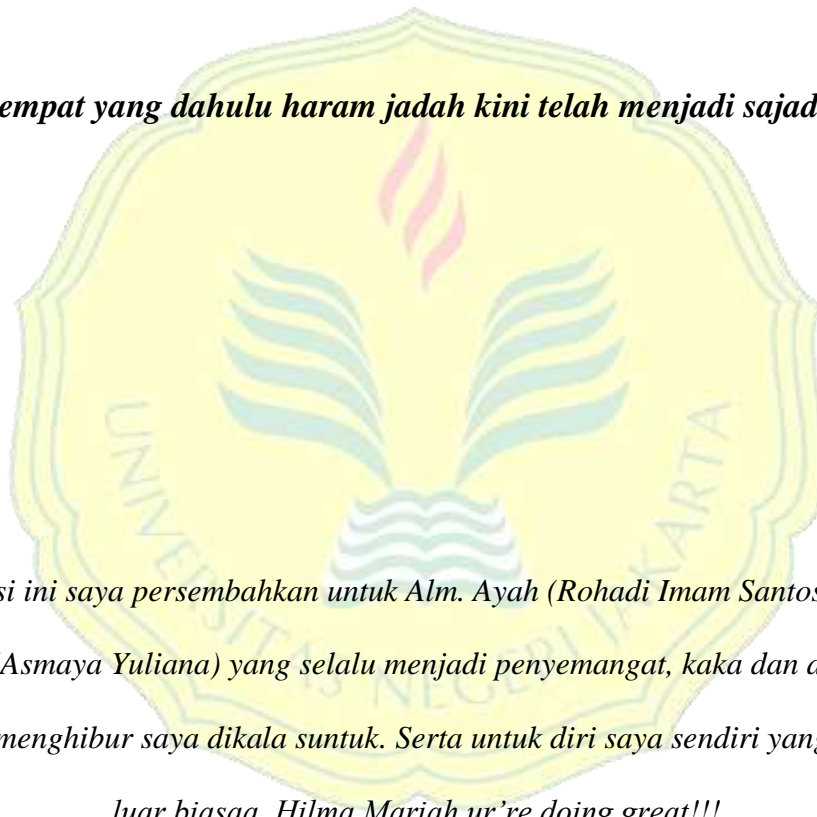 empat yang dahulu haram jadah kini telah menjadi sajad
UNIVERSITAS NEGERI JAKARTA
si ini saya persembahkan untuk Alm. Ayah (Rohadi Imam Santos
Asmaya Yuliana) yang selalu menjadi penyemangat, kaka dan a
menghibur saya dikala suntuk. Serta untuk diri saya sendiri yang
luar biasaa. Hilma Mariah ur're doing great!!!